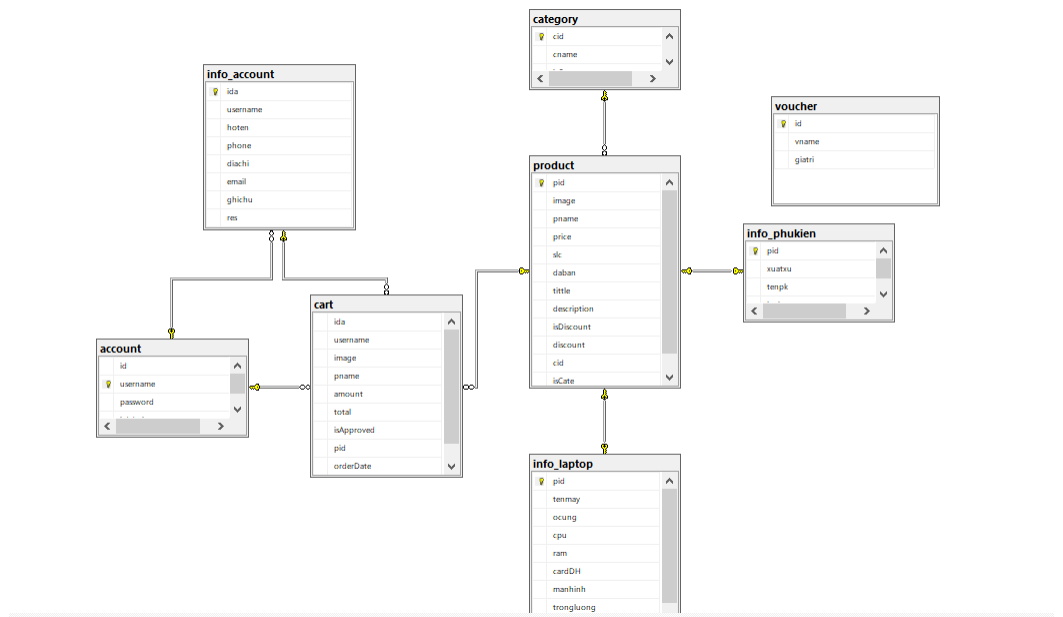 category
cid
cname
info_account
ida
username
hoten
phone
diachi
email
ghichu
res
voucher
id
vname
giatri
product
pid
image
pname
price
slc
daban
tittle
description
isDiscount
discount
cid
isCate
info_phukien
pid
xuatxu
tenpk
cart
ida
username
image
pname
amount
total
isApproved
pid
orderDate
account
id
username
password
info_laptop
pid
tenmay
ocung
cpu
ram
cardDH
manhinh
trongluong